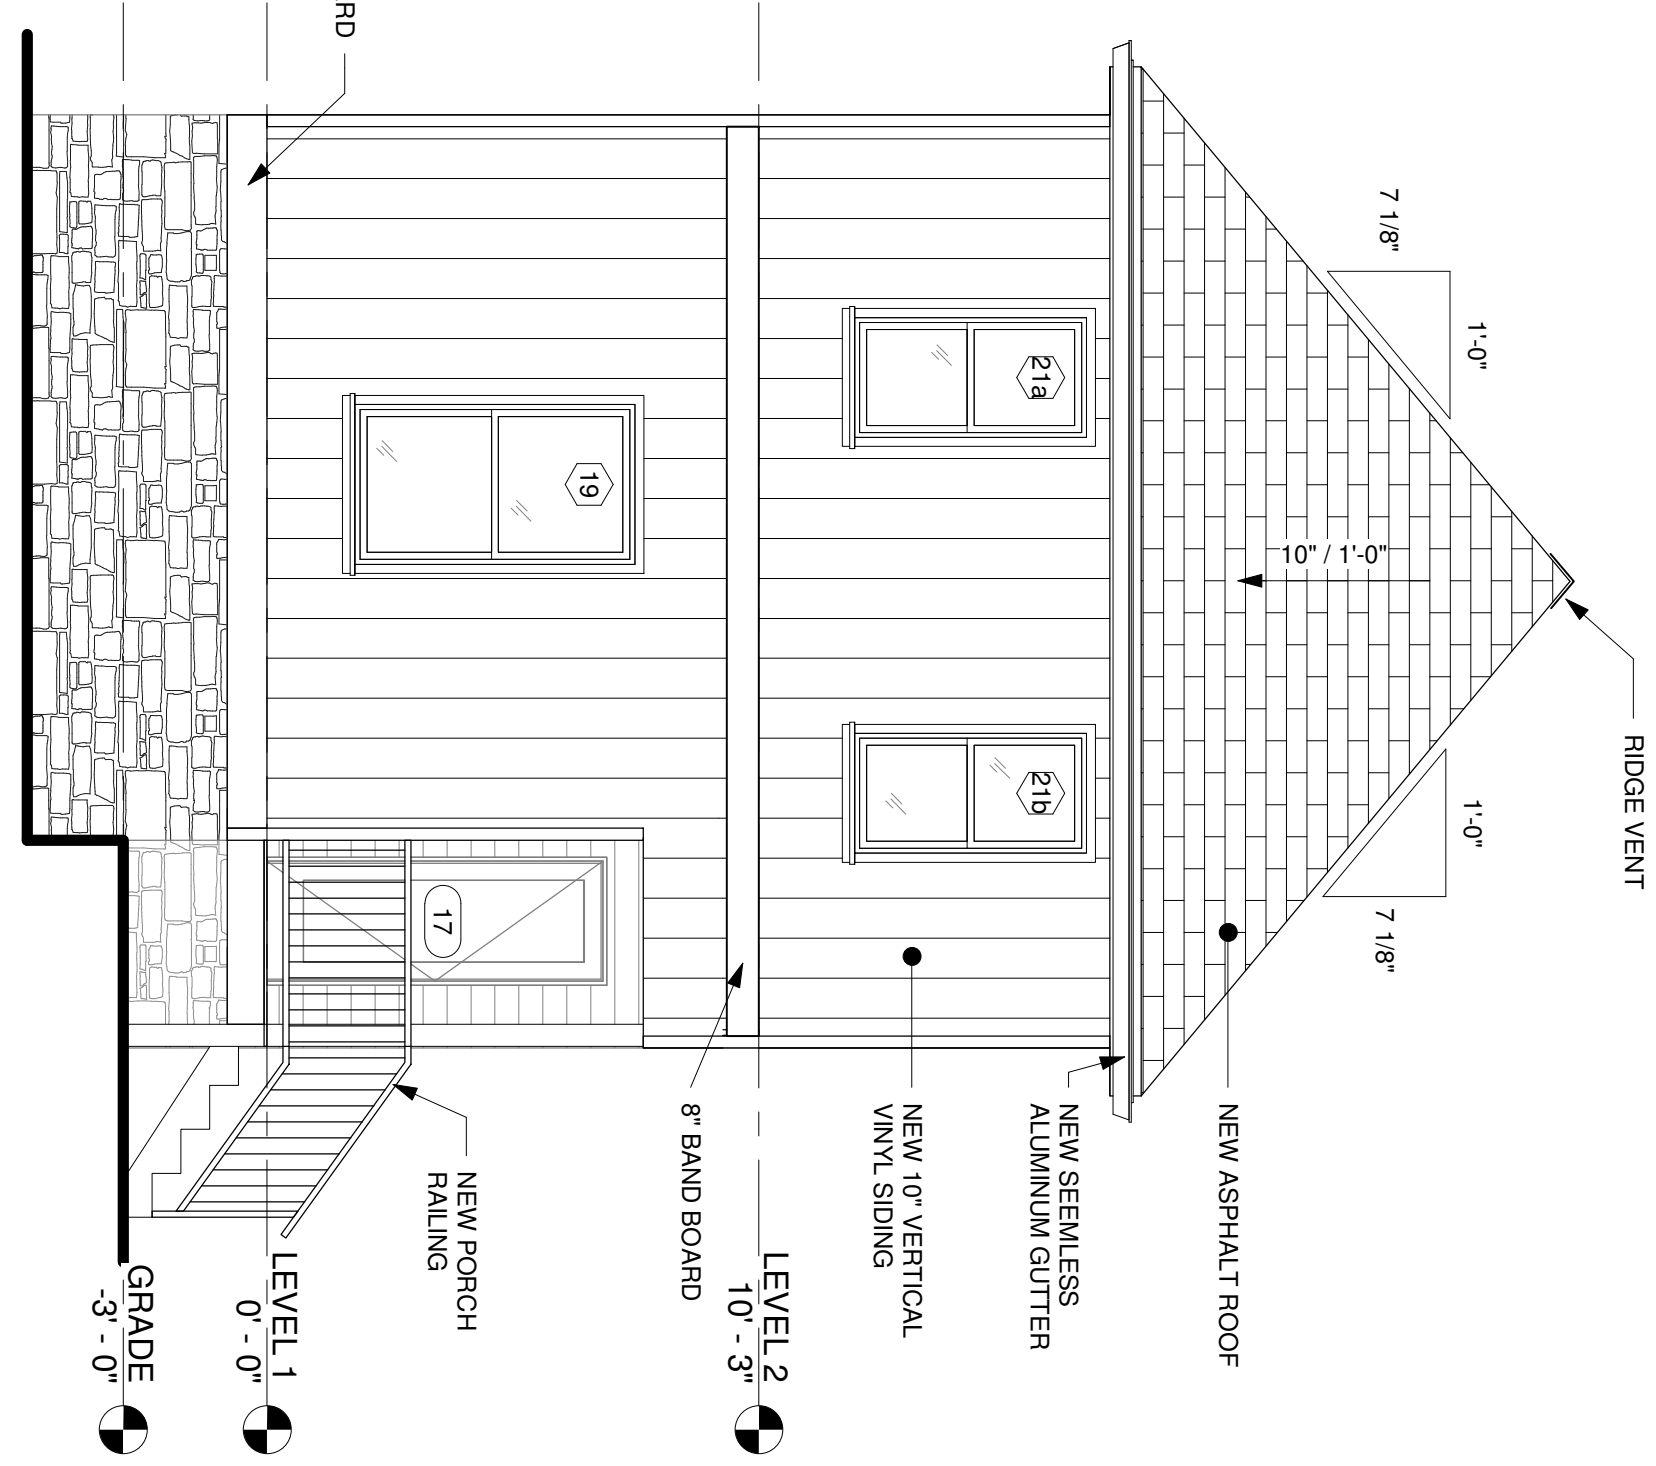 RIDGE VENT
1'-0"
7 1/8"
1'-0"
7 1/8"
10" / 1'-0"
NEW ASPHALT ROOF
NEW SEEMLESS
ALUMINUM GUTTER
21a
21b
NEW 10" VERTICAL
VINYL SIDING
LEVEL 2
10' - 3"
8" BAND BOARD
19
17
NEW PORCH
RAILING
RD
LEVEL 1
0' - 0"
GRADE
-3' - 0"